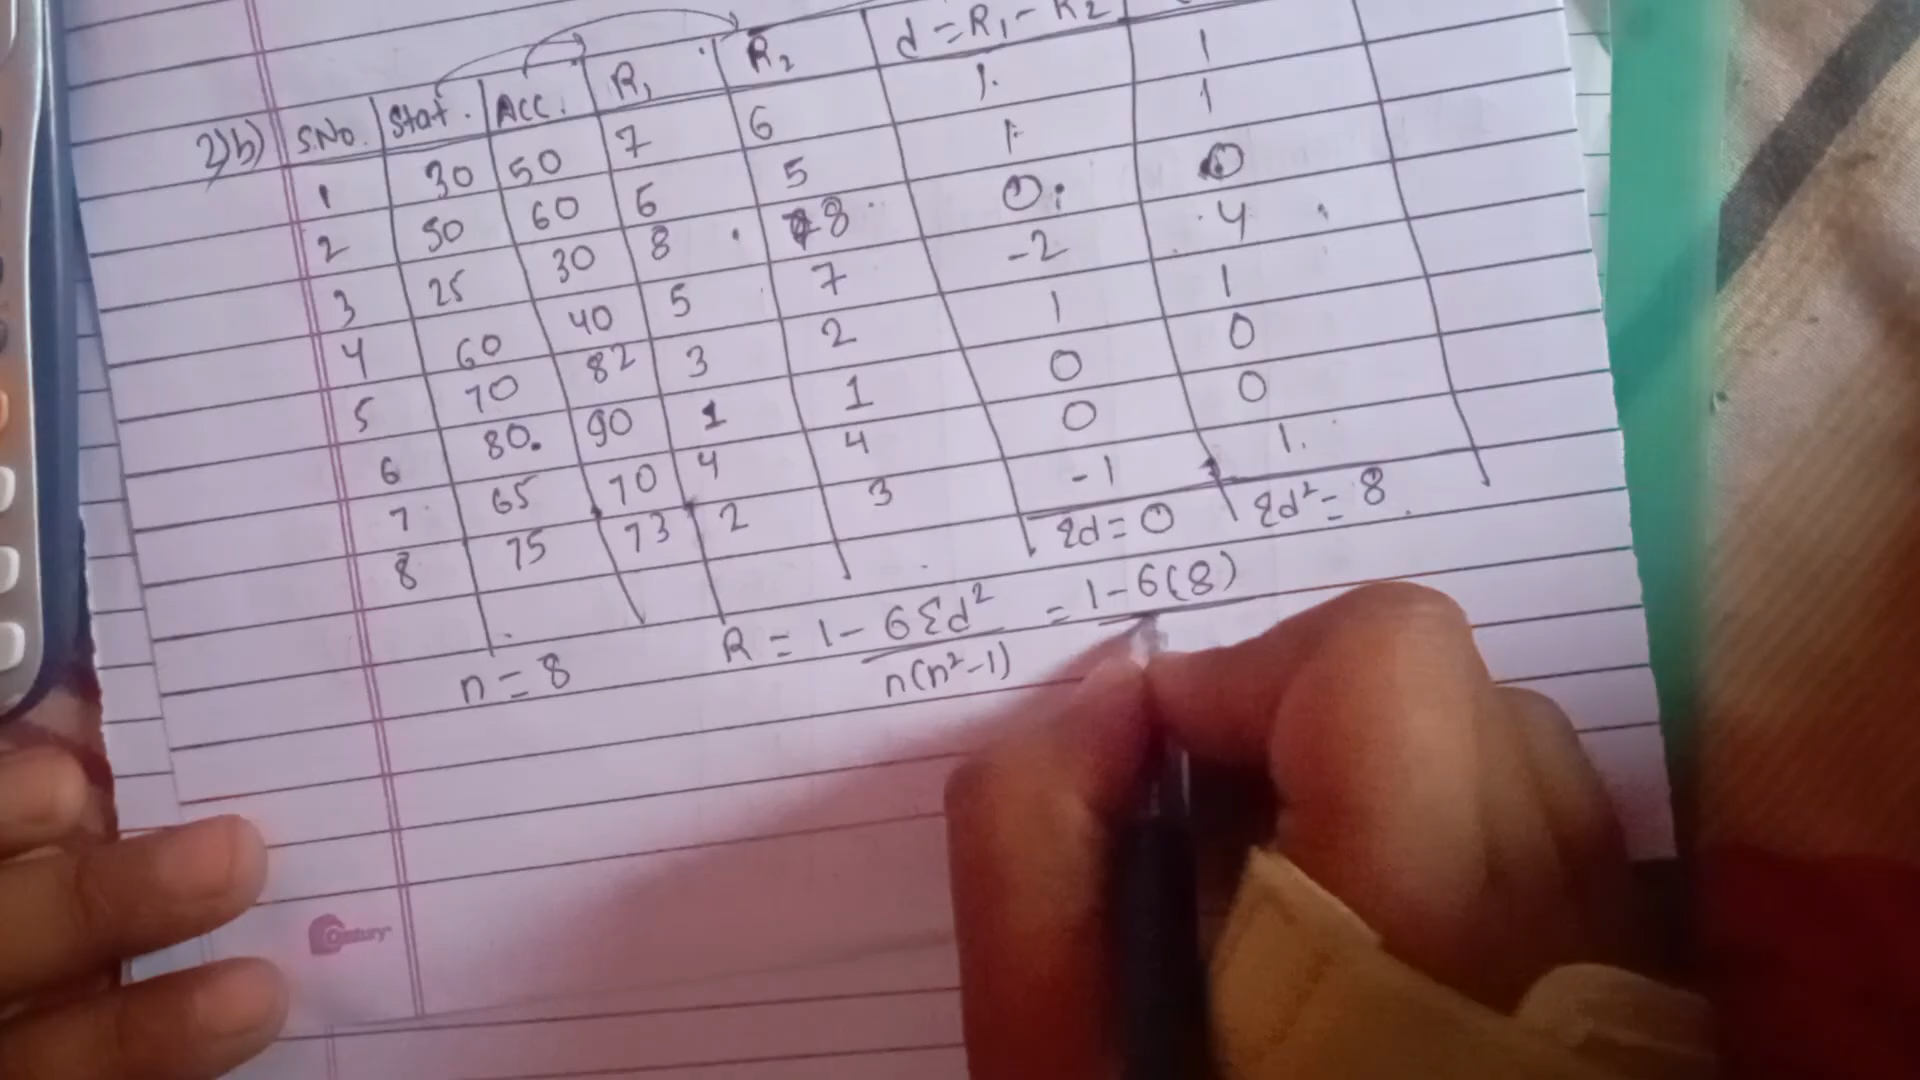 2)b) S.No. Stat. Acc. R₁ R₂ d=R₁-R₂
1 30 50 7 6 1 1
2 50 60 6 5 1 1
3 25 30 8 8 0 0
4 60 40 5 7 -2 4
5 70 82 3 2 1 1
6 80 90 1 1 0 0
7 65 70 4 4 0 0
8 75 73 2 3 -1 1
Σd=0 Σd²=8
n=8 R = 1- 6Σd² / n(n²-1) = 1-6(8)
Century